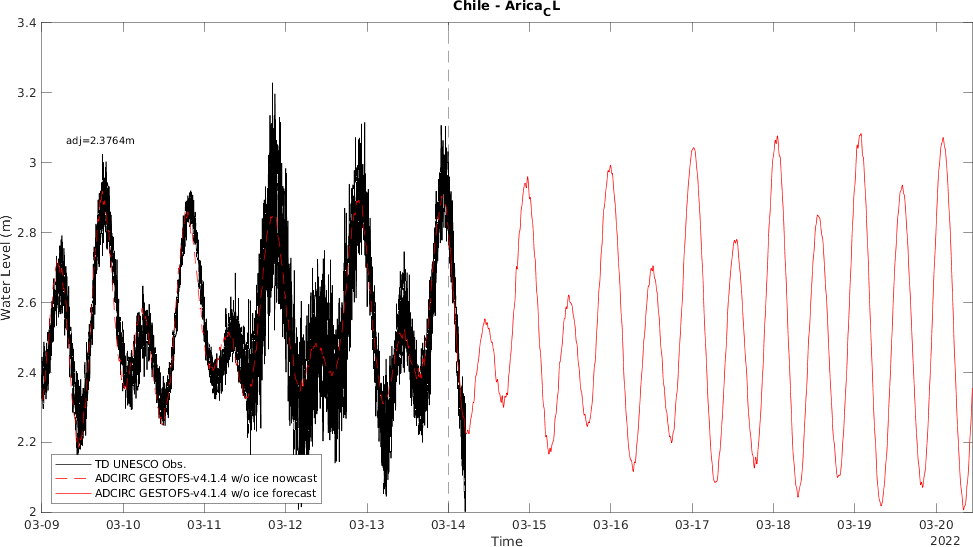 Chile - Arica_CL
3.4
3.2
3
2.8
2.6
2.4
2.2
2
Water Level (m)
adj=2.3764m
TD UNESCO Obs.
ADCIRC GESTOFS-v4.1.4 w/o ice nowcast
ADCIRC GESTOFS-v4.1.4 w/o ice forecast
03-09 03-10 03-11 03-12 03-13 03-14 03-15 03-16 03-17 03-18 03-19 03-20
Time
2022